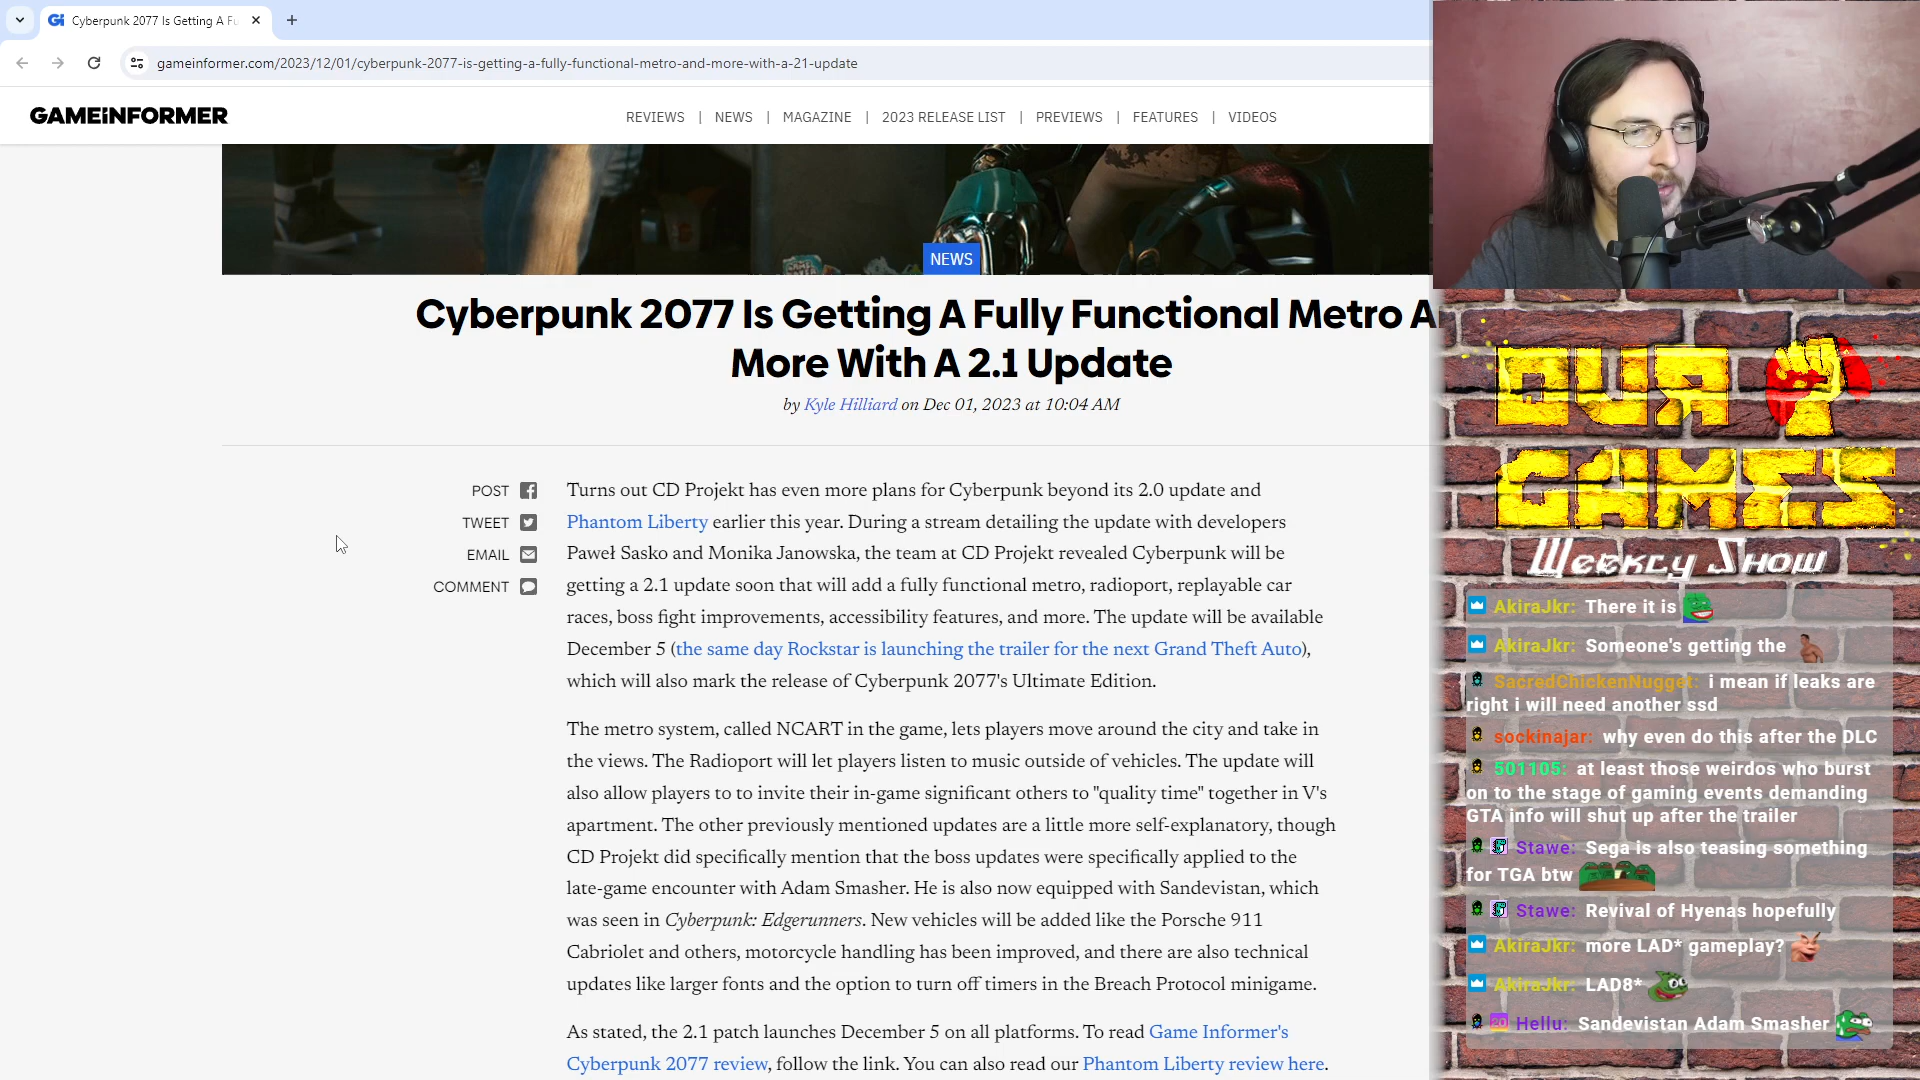 Cyberpunk 2077 Is Getting A Fu
gameinformer.com/2023/12/01/cyberpunk-2077-is-getting-a-fully-functional-metro-and-more-with-a-21-update
GAMEINFORMER
REVIEWS | NEWS | MAGAZINE | 2023 RELEASE LIST | PREVIEWS | FEATURES | VIDEOS
NEWS
Cyberpunk 2077 Is Getting A Fully Functional Metro A
More With A 2.1 Update
by Kyle Hilliard on Dec 01, 2023 at 10:04 AM
POST
TWEET
EMAIL
COMMENT
Turns out CD Projekt has even more plans for Cyberpunk beyond its 2.0 update and
Phantom Liberty earlier this year. During a stream detailing the update with developers
Paweł Sasko and Monika Janowska, the team at CD Projekt revealed Cyberpunk will be
getting a 2.1 update soon that will add a fully functional metro, radioport, replayable car
races, boss fight improvements, accessibility features, and more. The update will be available
December 5 (the same day Rockstar is launching the trailer for the next Grand Theft Auto),
which will also mark the release of Cyberpunk 2077's Ultimate Edition.
The metro system, called NCART in the game, lets players move around the city and take in
the views. The Radioport will let players listen to music outside of vehicles. The update will
also allow players to to invite their in-game significant others to "quality time" together in V's
apartment. The other previously mentioned updates are a little more self-explanatory, though
CD Projekt did specifically mention that the boss updates were specifically applied to the
late-game encounter with Adam Smasher. He is also now equipped with Sandevistan, which
was seen in Cyberpunk: Edgerunners. New vehicles will be added like the Porsche 911
Cabriolet and others, motorcycle handling has been improved, and there are also technical
updates like larger fonts and the option to turn off timers in the Breach Protocol minigame.
As stated, the 2.1 patch launches December 5 on all platforms. To read Game Informer's
Cyberpunk 2077 review, follow the link. You can also read our Phantom Liberty review here.
OUR
GAMES
Weekly Show
AkiraJkr: There it is
AkiraJkr: Someone's getting the
SacredChickenNugget: i mean if leaks are
right i will need another ssd
sockinajar: why even do this after the DLC
501105: at least those weirdos who burst
on to the stage of gaming events demanding
GTA info will shut up after the trailer
Stawe: Sega is also teasing something
for TGA btw
Stawe: Revival of Hyenas hopefully
AkiraJkr: more LAD* gameplay?
AkiraJkr: LAD8*
Hellu: Sandevistan Adam Smasher